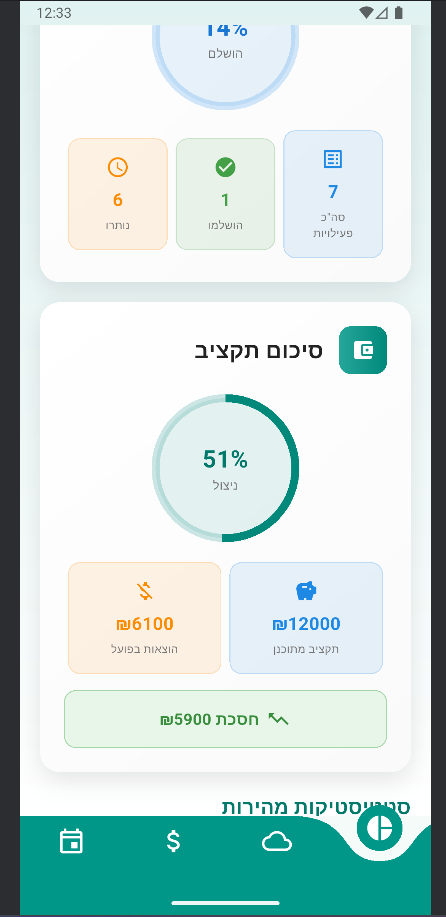 12:33
14%
הושלם
7
סה"כ
פעילויות
1
הושלמו
6
נותרו
סיכום תקציב
51%
ניצול
₪12000
תקציב מתוכנן
₪6100
הוצאות בפועל
חסכת ₪5900
סטטיסטיקות מהירות